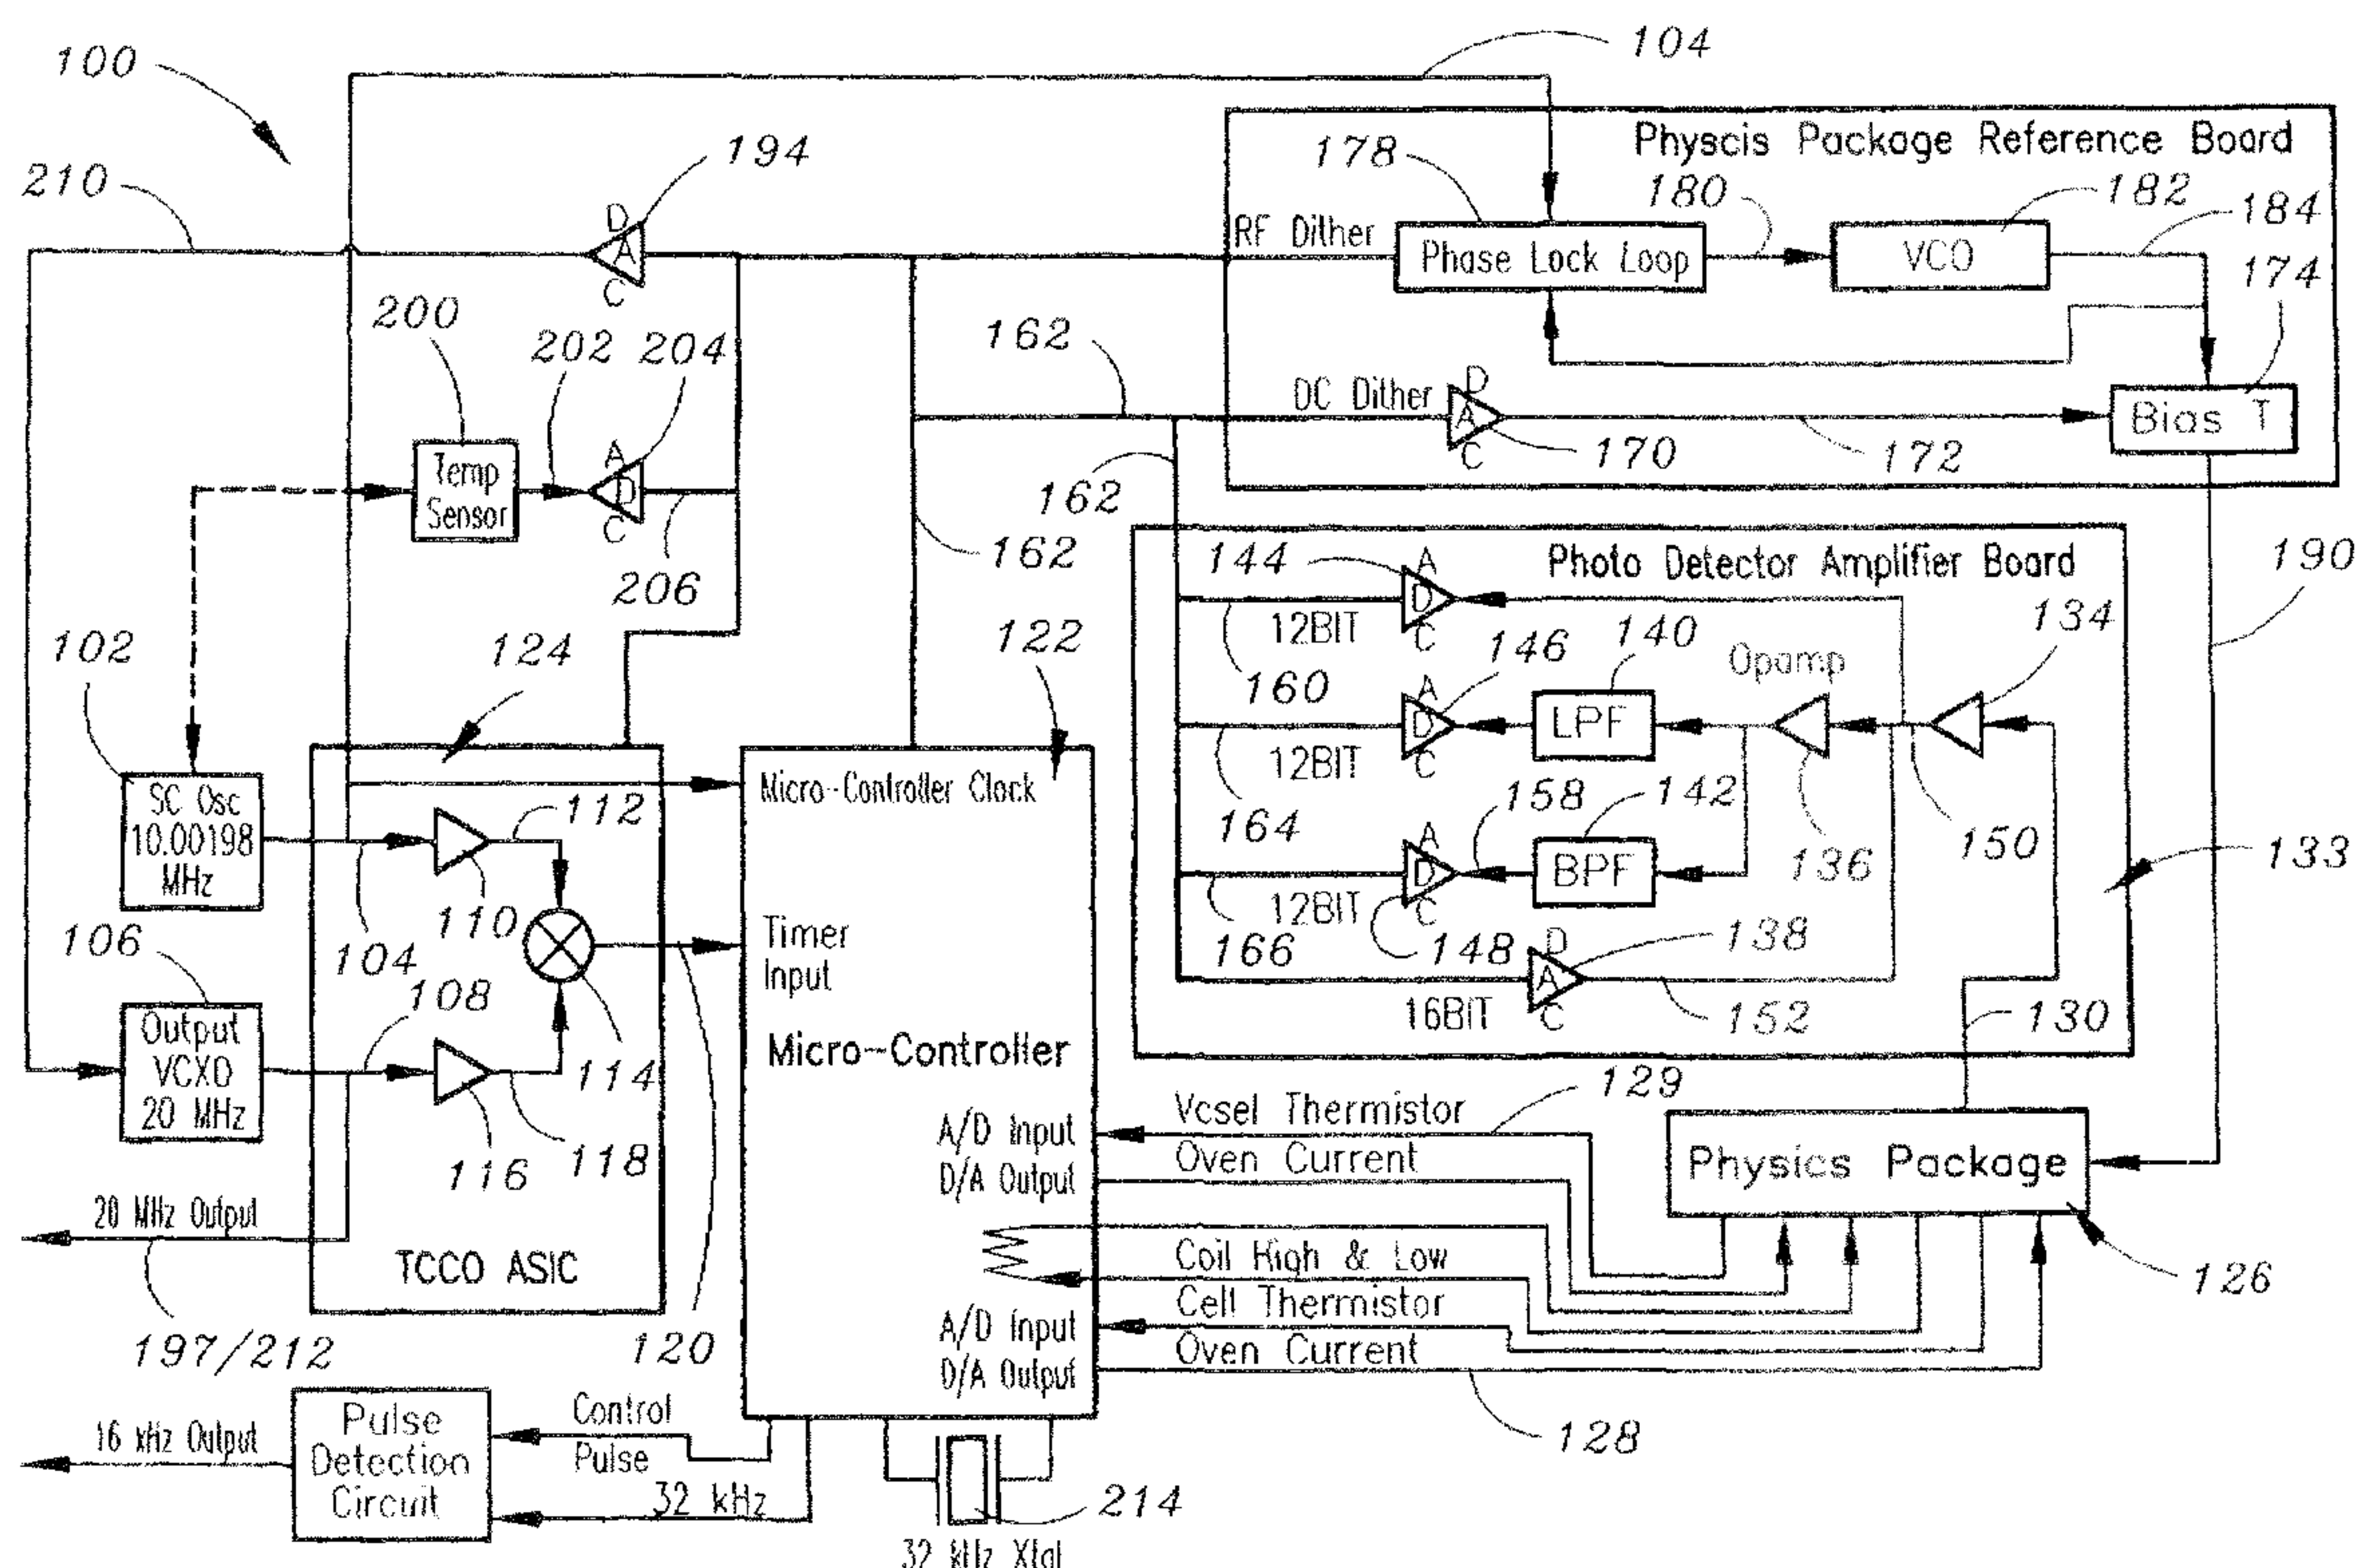 100
104
194
210
178
Physcis Package Reference Board
180
182
184
174
D
A
C
RF Dither
Phase Lock Loop
VCO
200
202
204
162
DC Dither
D
A
C
170
172
Bias T
Temp
Sensor
A
D
C
206
162
162
190
144
A
D
C
Photo Detector Amplifier Board
12BIT
160
146
140
Opamp
134
102
124
122
A
D
C
LPF
12BIT
164
158
142
136
150
133
SC Osc
10.00198
MHz
112
110
104
Micro-Controller Clock
A
D
C
BPF
12BIT
166
148
138
106
108
Timer
Input
D
A
C
16BIT
152
130
Output
VCXO
20 MHz
114
116
118
Micro-Controller
129
Vcsel Thermistor
A/D Input
Oven Current
D/A Output
Physics Package
20 MHz Output
TCCO ASIC
Coil High & Low
126
Cell Thermistor
A/D Input
Oven Current
D/A Output
197/212
120
128
16 kHz Output
Pulse
Detection
Circuit
Control
Pulse
32 kHz
214
32 kHz Xtal